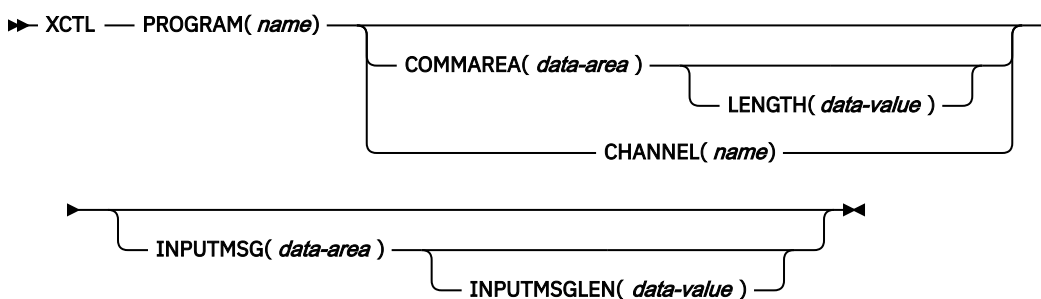 XCTL PROGRAM( name)
COMMAREA( data-area )
LENGTH( data-value )
CHANNEL( name)
INPUTMSG( data-area )
INPUTMSGLEN( data-value )